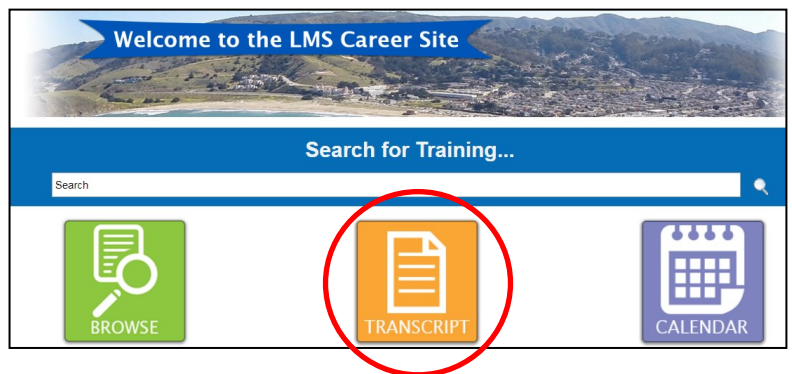 Welcome to the LMS Career Site
Search for Training...
Search
BROWSE
TRANSCRIPT
CALENDAR